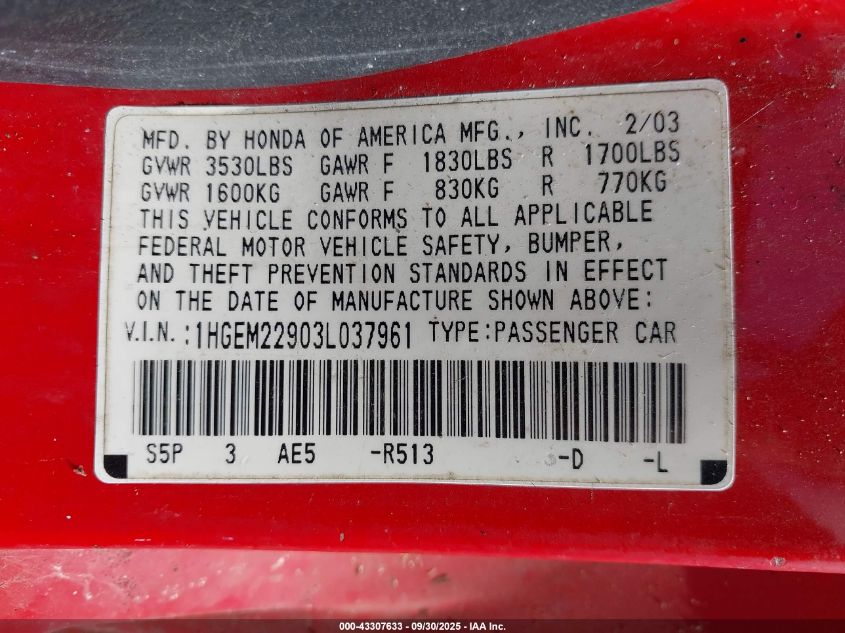 MFD. BY HONDA OF AMERICA MFG., INC. 2/03
GVWR 3530LBS GAWR F 1830LBS R 1700LBS
GVWR 1600KG GAWR F 830KG R 770KG
THIS VEHICLE CONFORMS TO ALL APPLICABLE
FEDERAL MOTOR VEHICLE SAFETY, BUMPER,
AND THEFT PREVENTION STANDARDS IN EFFECT
ON THE DATE OF MANUFACTURE SHOWN ABOVE:
V.I.N.:1HGEM22903L037961 TYPE:PASSENGER CAR
S5P 3 AE5 -R513 -D -L
000-43307633 - 09/30/2025 - IAA Inc.